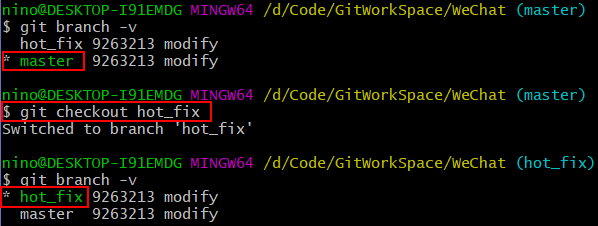 nino@DESKTOP-I91EMDG MINGW64 /d/Code/GitWorkSpace/WeChat (master)
$ git branch -v
  hot_fix 9263213 modify
* master  9263213 modify
nino@DESKTOP-I91EMDG MINGW64 /d/Code/GitWorkSpace/WeChat (master)
$ git checkout hot_fix
Switched to branch 'hot_fix'
nino@DESKTOP-I91EMDG MINGW64 /d/Code/GitWorkSpace/WeChat (hot_fix)
$ git branch -v
* hot_fix 9263213 modify
  master  9263213 modify